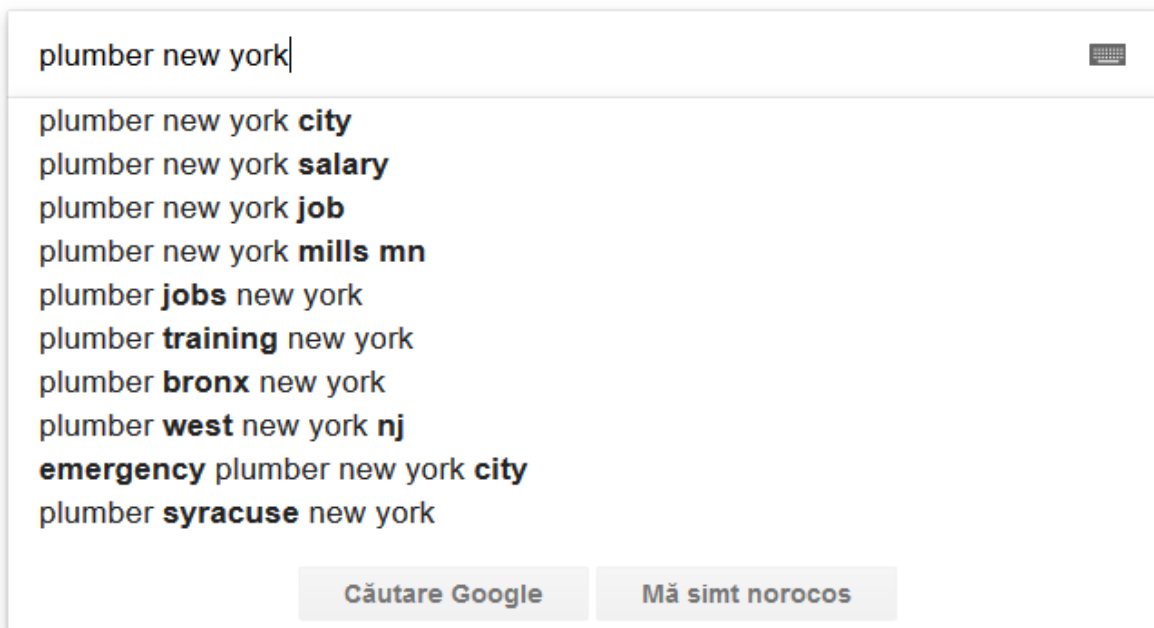 plumber new york
plumber new york city
plumber new york salary
plumber new york job
plumber new york mills mn
plumber jobs new york
plumber training new york
plumber bronx new york
plumber west new york nj
emergency plumber new york city
plumber syracuse new york
Căutare Google Mă simt norocos